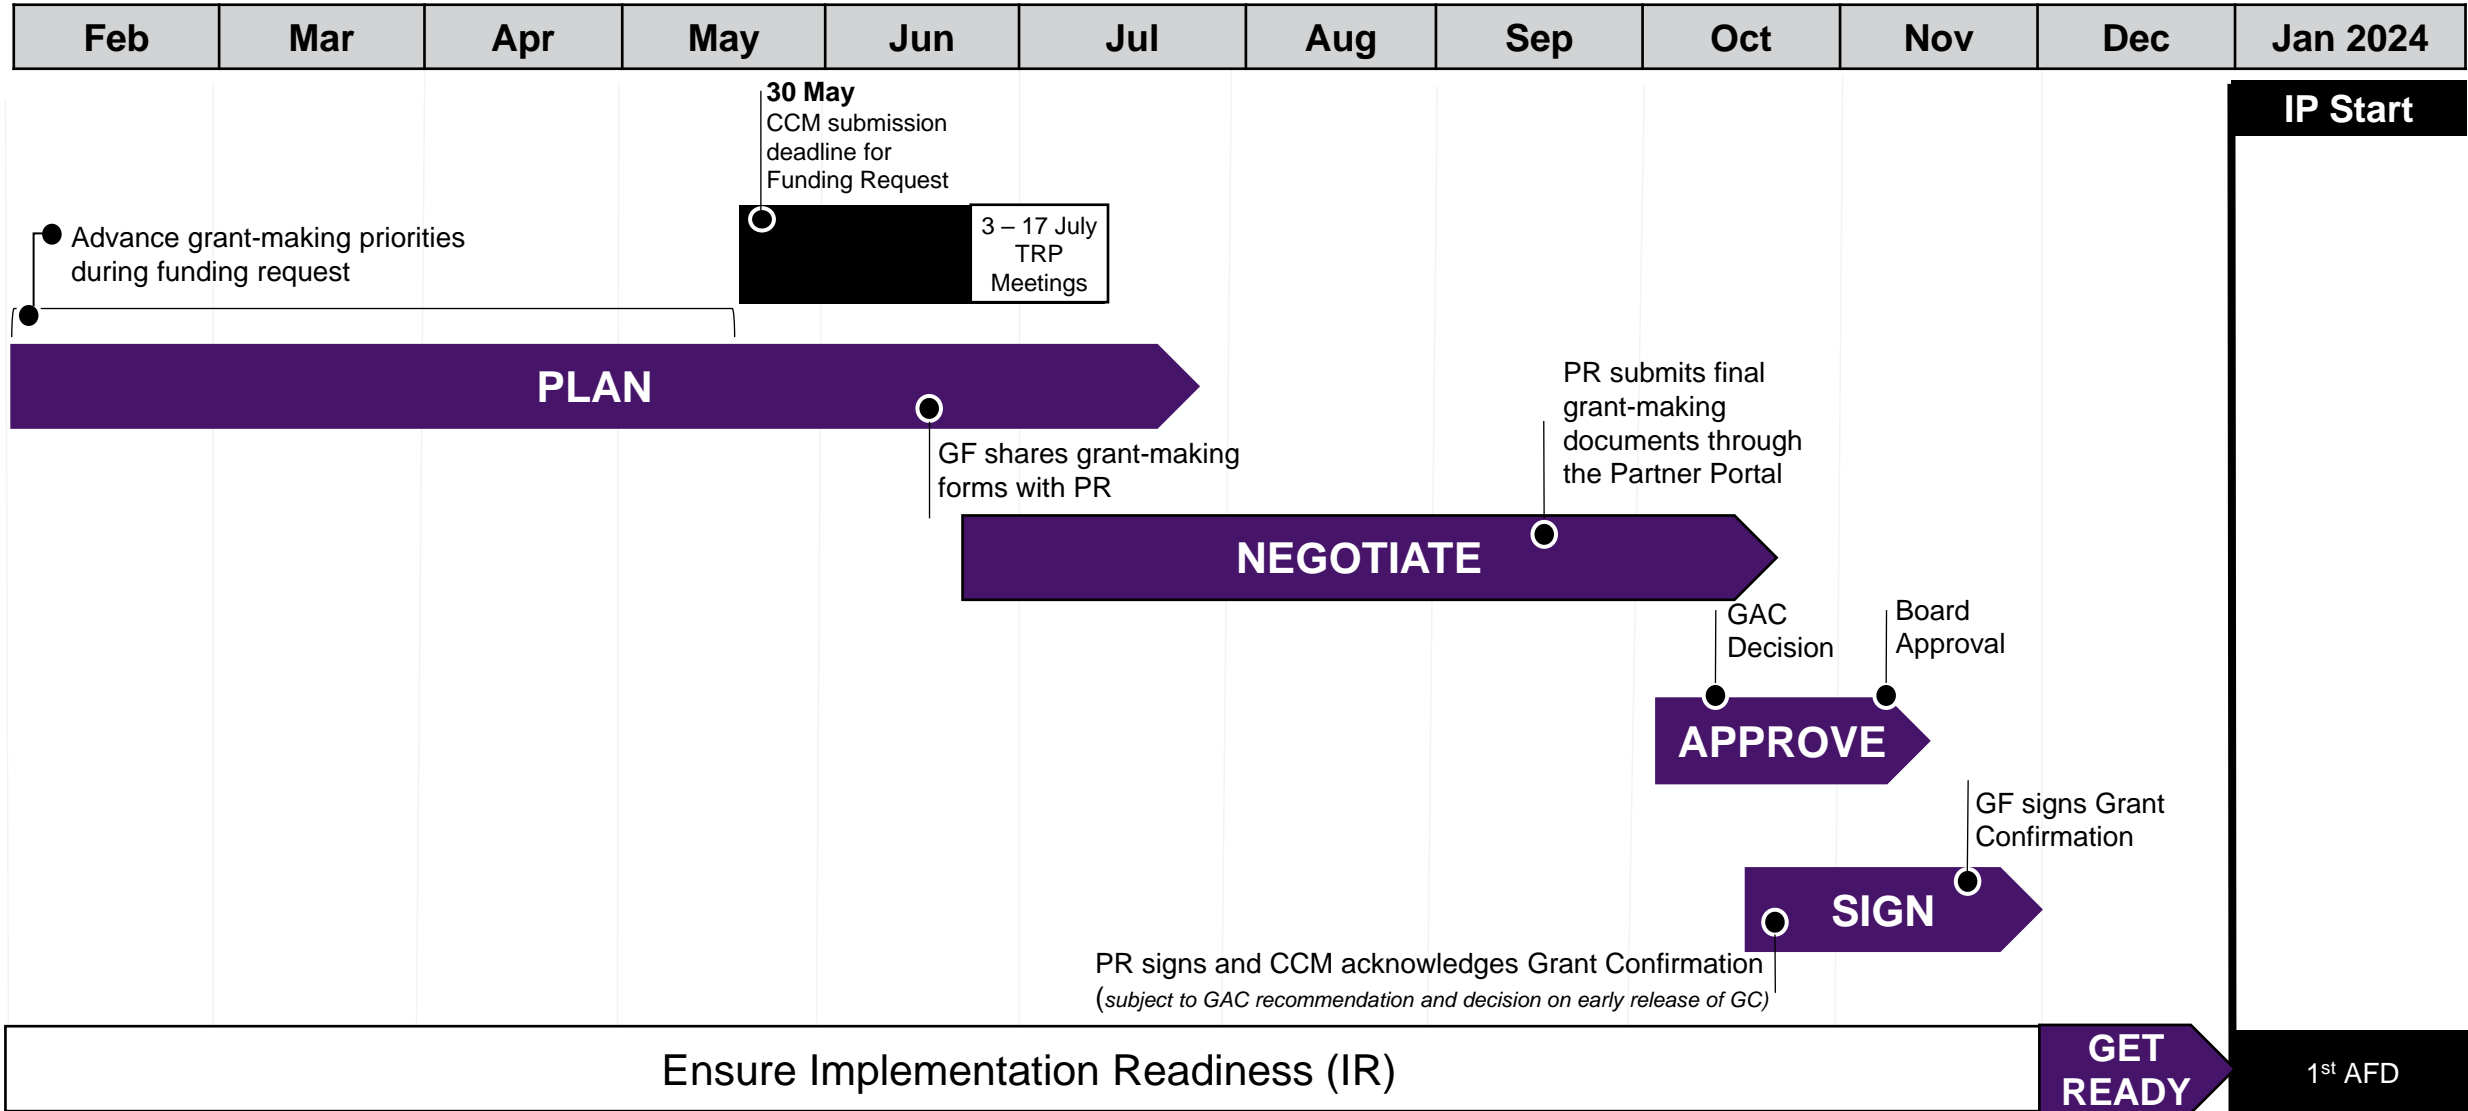 Feb
Mar
Apr
May
Jun
Jul
Aug
Sep
Oct
Nov
Dec
Jan 2024
IP Start
30 May
CCM submission
deadline for
Funding Request
3 – 17 July
TRP
Meetings
Advance grant-making priorities
during funding request
PLAN
GF shares grant-making
forms with PR
PR submits final
grant-making
documents through
the Partner Portal
NEGOTIATE
GAC
Decision
Board
Approval
APPROVE
GF signs Grant
Confirmation
SIGN
PR signs and CCM acknowledges Grant Confirmation
(subject to GAC recommendation and decision on early release of GC)
Ensure Implementation Readiness (IR)
GET
READY
1st AFD